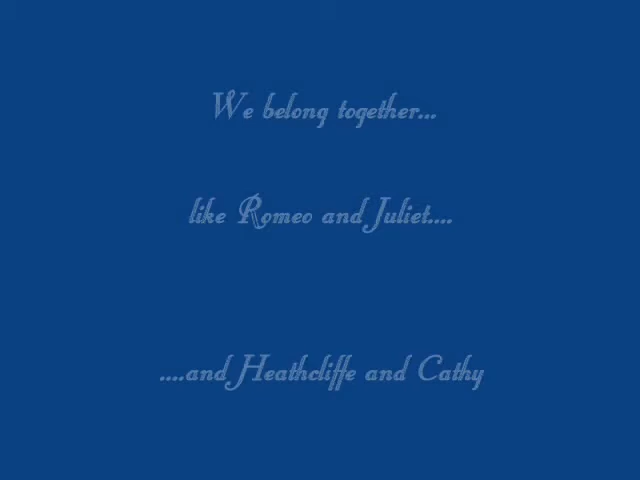 We belong together...
like Romeo and Juliet....
....and Heathcliffe and Cathy